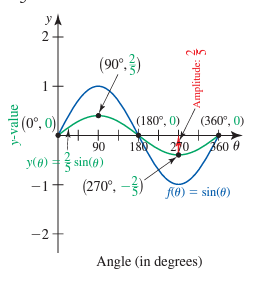 y
2
(90°, 2/5)
Amplitude: 2/5
1
y-value
(0°, 0)
(180°, 0)
(360°, 0)
90
180
270
360
θ
y(θ) = 2/5 sin(θ)
−1
(270°, −2/5)
f(θ) = sin(θ)
−2
Angle (in degrees)